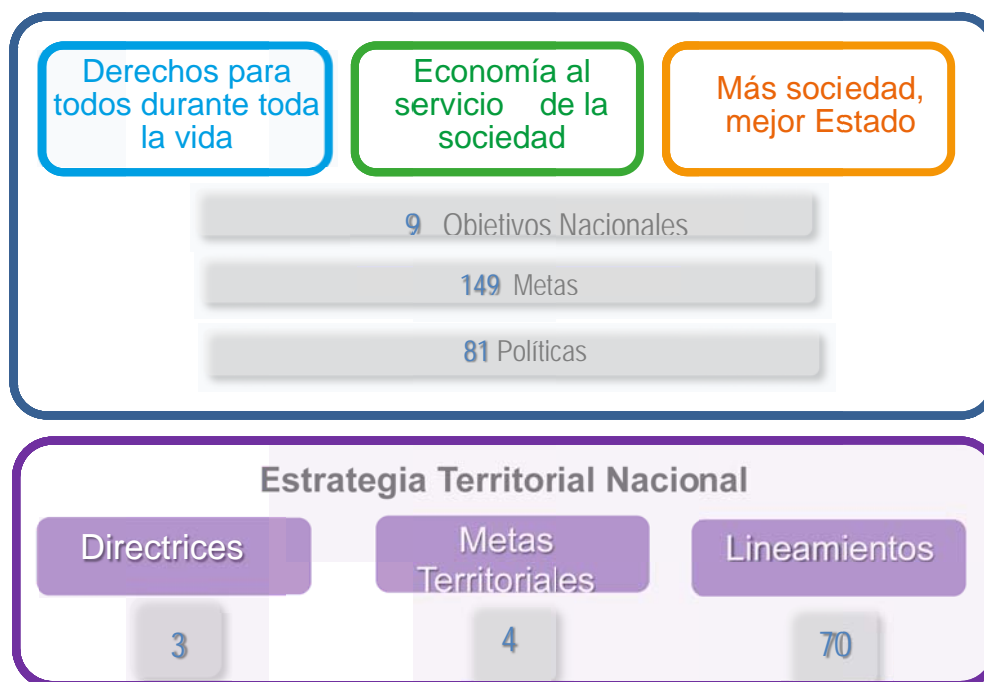 Derechos para
todos durante toda
la vida
Economía al
servicio de la
sociedad
Más sociedad,
mejor Estado
9 Objetivos Nacionales
149 Metas
81 Políticas
Estrategia Territorial Nacional
Directrices
Metas
Territoriales
Lineamientos
3
4
70